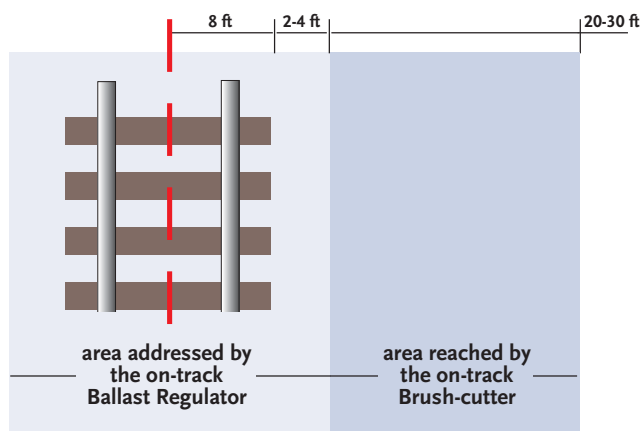 8 ft 2-4 ft 20-30 ft
area addressed by
the on-track
Ballast Regulator
area reached by
the on-track
Brush-cutter